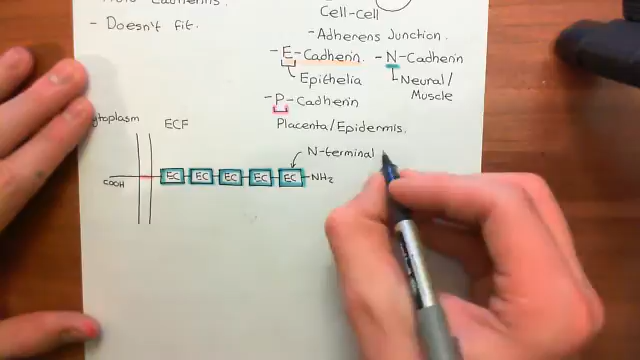 - Doesn't fit.
Cell-Cell
- Adherens Junction.
- E-Cadherin.
Epithelia
- N-Cadherin
Neural/
Muscle
- P-Cadherin
Placenta/Epidermis.
ECF
N-terminal
COOH
EC EC EC EC EC
NH2